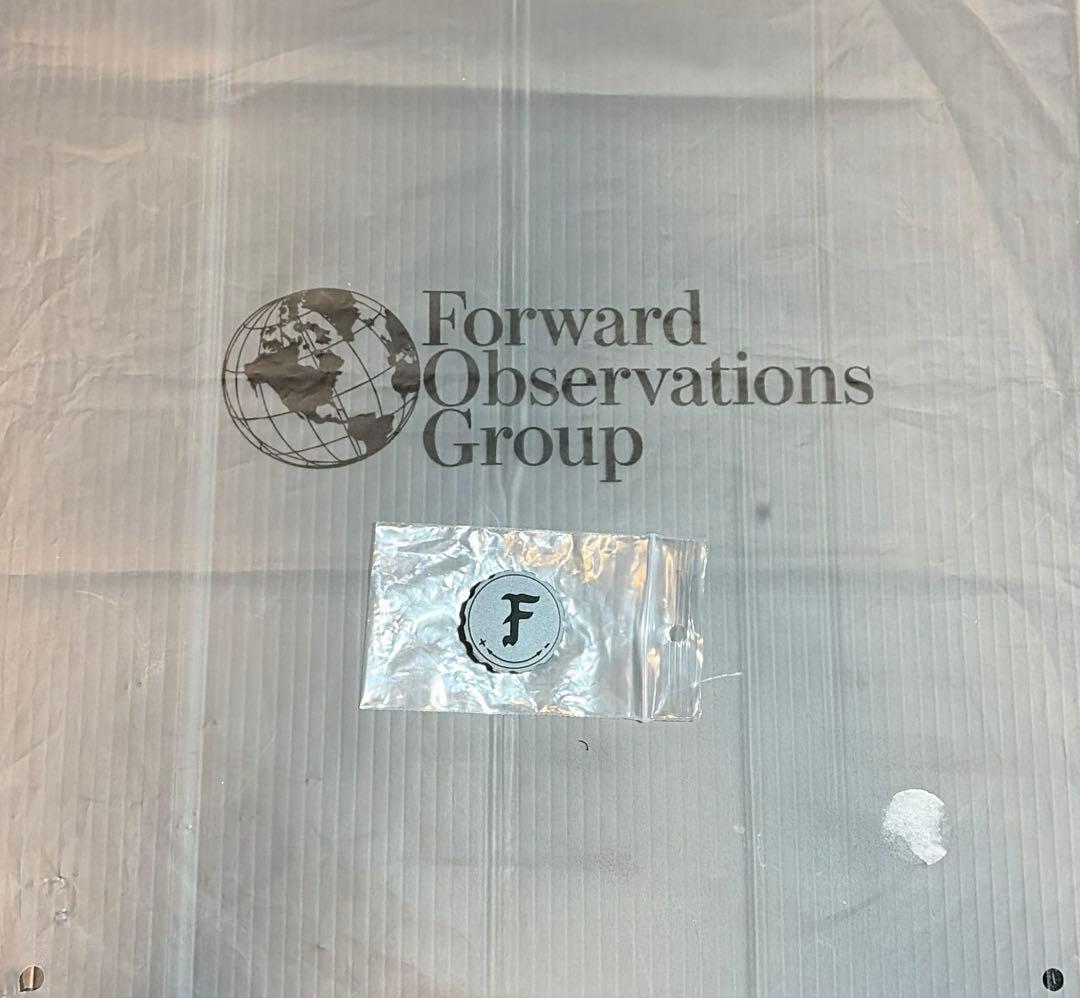 Forward
Observations
Group
F
+ -